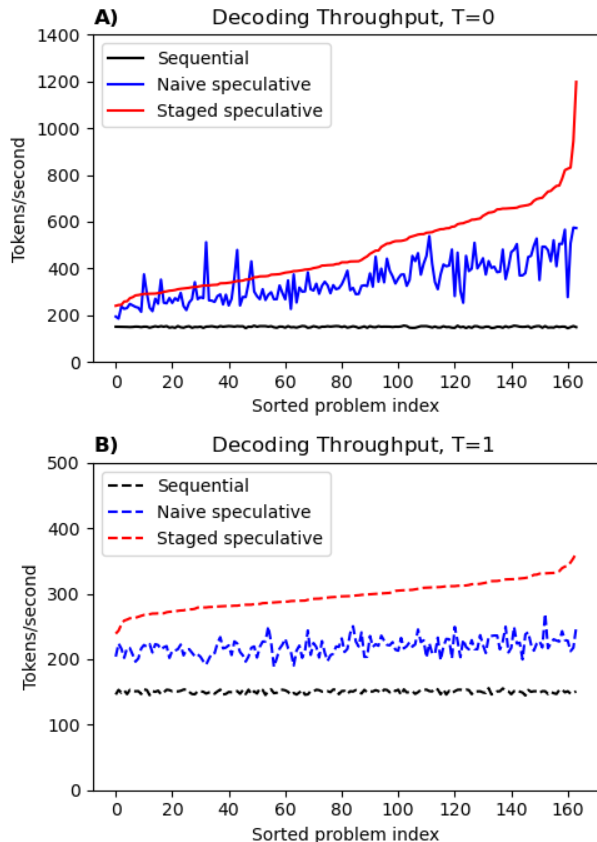 A) Decoding Throughput, T=0
1400
1200
1000
800
600
400
200
0
Tokens/second
Sequential
Naive speculative
Staged speculative
0 20 40 60 80 100 120 140 160
Sorted problem index
B) Decoding Throughput, T=1
500
400
300
200
100
0
Tokens/second
Sequential
Naive speculative
Staged speculative
0 20 40 60 80 100 120 140 160
Sorted problem index